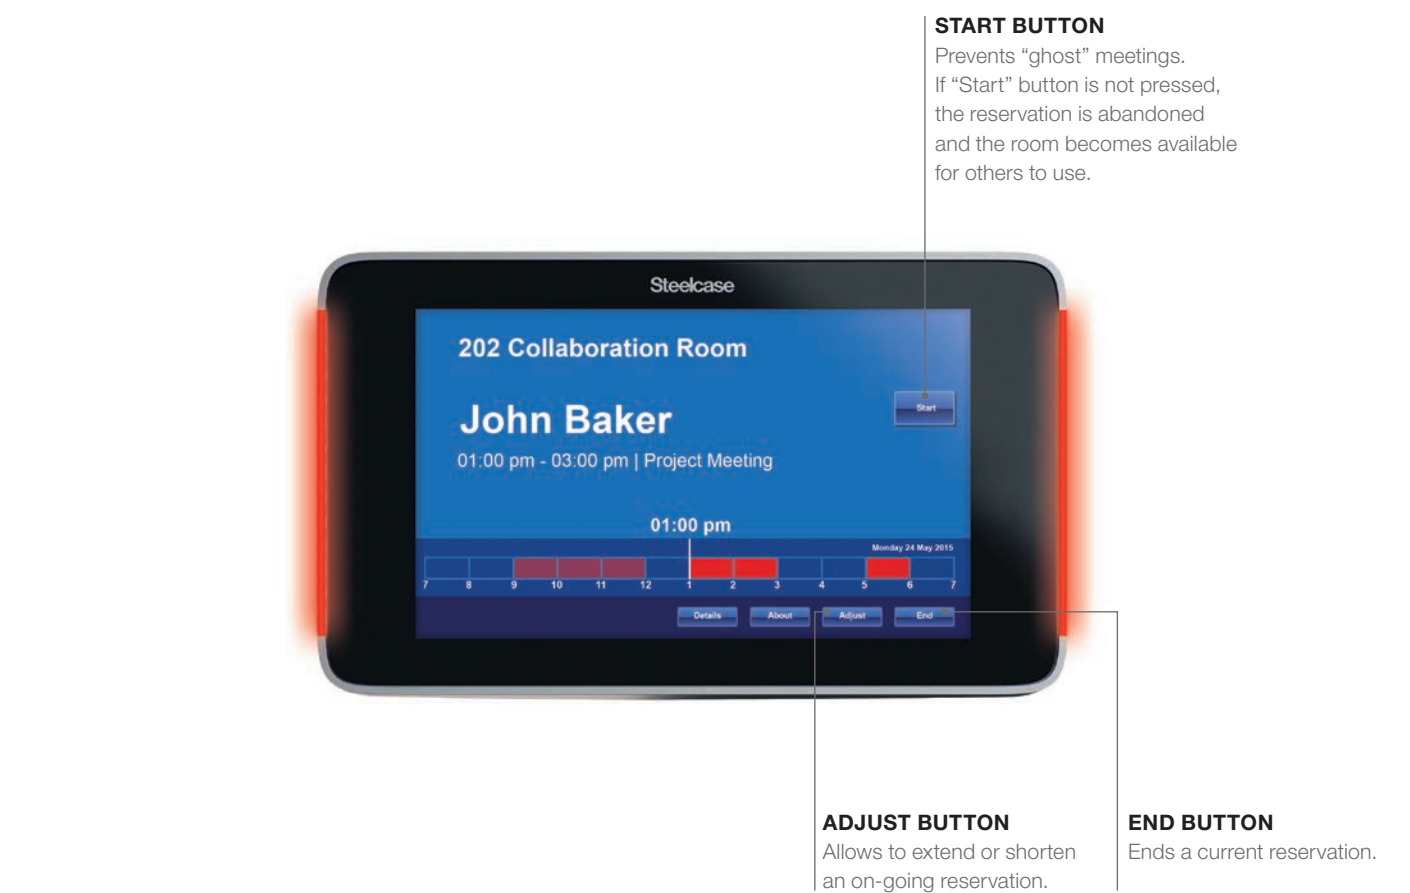 START BUTTON
Prevents “ghost” meetings.
If “Start” button is not pressed,
the reservation is abandoned
and the room becomes available
for others to use.
Steelcase
202 Collaboration Room
Start
John Baker
01:00 pm - 03:00 pm | Project Meeting
01:00 pm
Monday 24 May 2015
7 8 9 10 11 12 1 2 3 4 5 6 7
Details About Adjust End
ADJUST BUTTON
Allows to extend or shorten
an on-going reservation.
END BUTTON
Ends a current reservation.